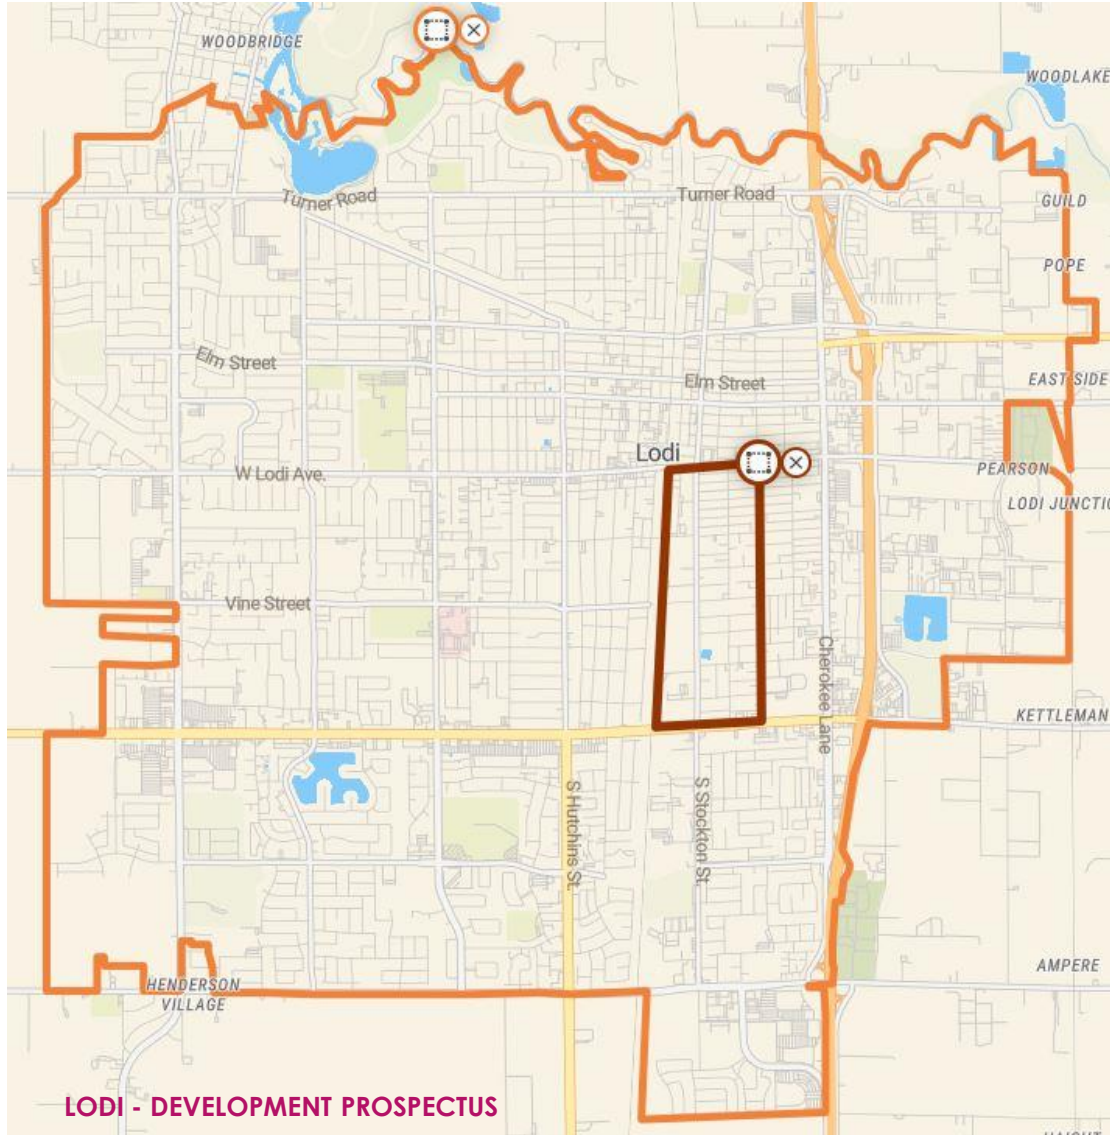 WOODBRIDGE
WOODLAKE
Turner Road
Turner Road
GUILD
POPE
Elm Street
Elm Street
EAST SIDE
Lodi
W Lodi Ave.
PEARSON
LODI JUNCTIO
Vine Street
Cherokee Lane
KETTLEMAN
S Hutchins St.
S Stockton St.
AMPERE
HENDERSON
VILLAGE
LODI - DEVELOPMENT PROSPECTUS